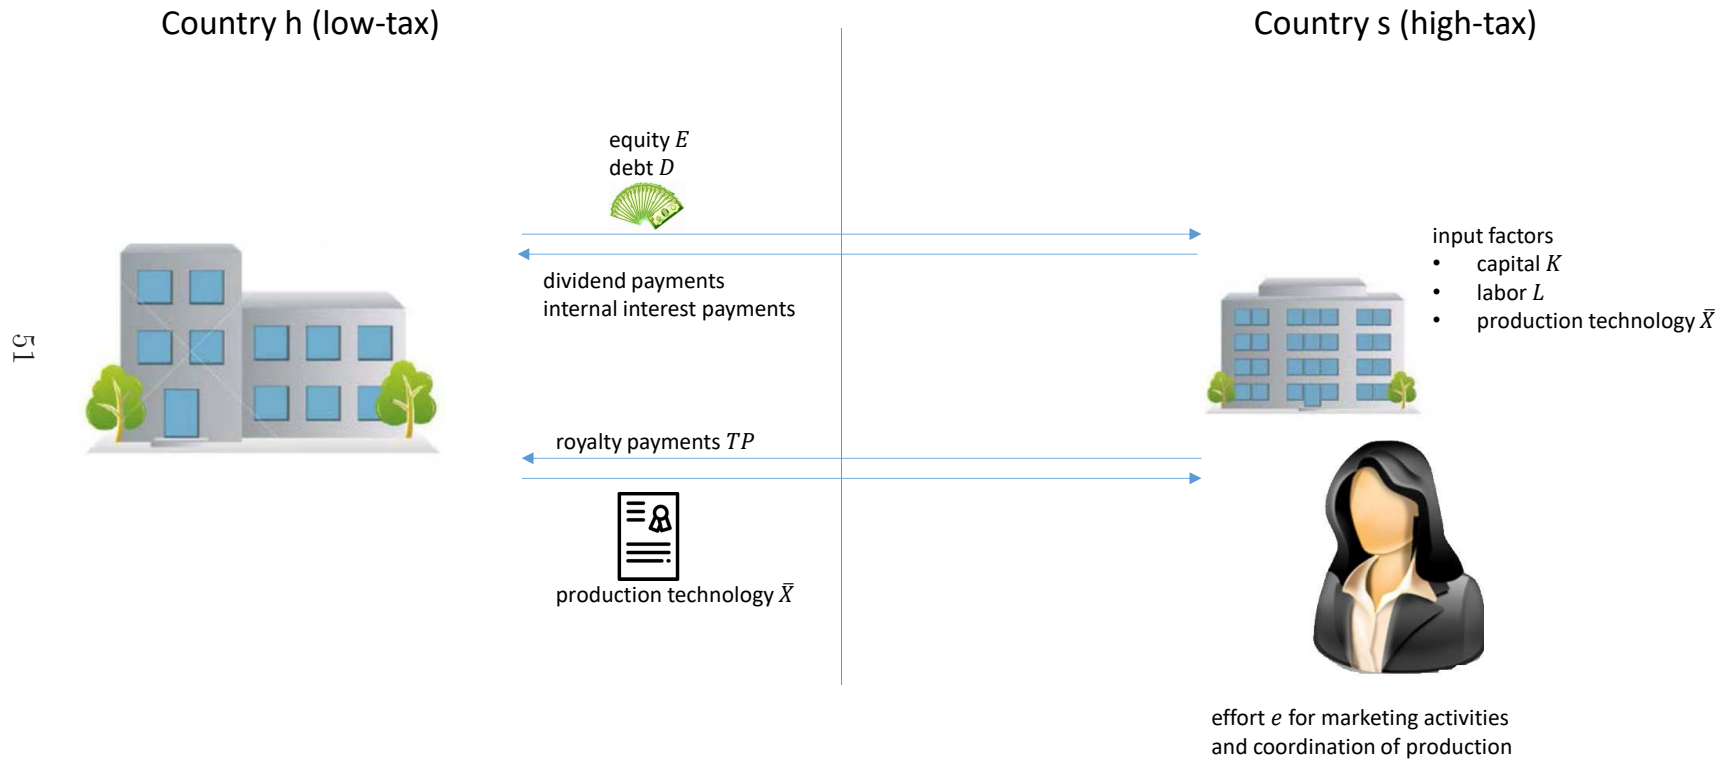 Country h (low-tax)
Country s (high-tax)
equity E
debt D
dividend payments
internal interest payments
input factors
• capital K
• labor L
• production technology X̄
51
royalty payments TP
production technology X̄
effort e for marketing activities
and coordination of production